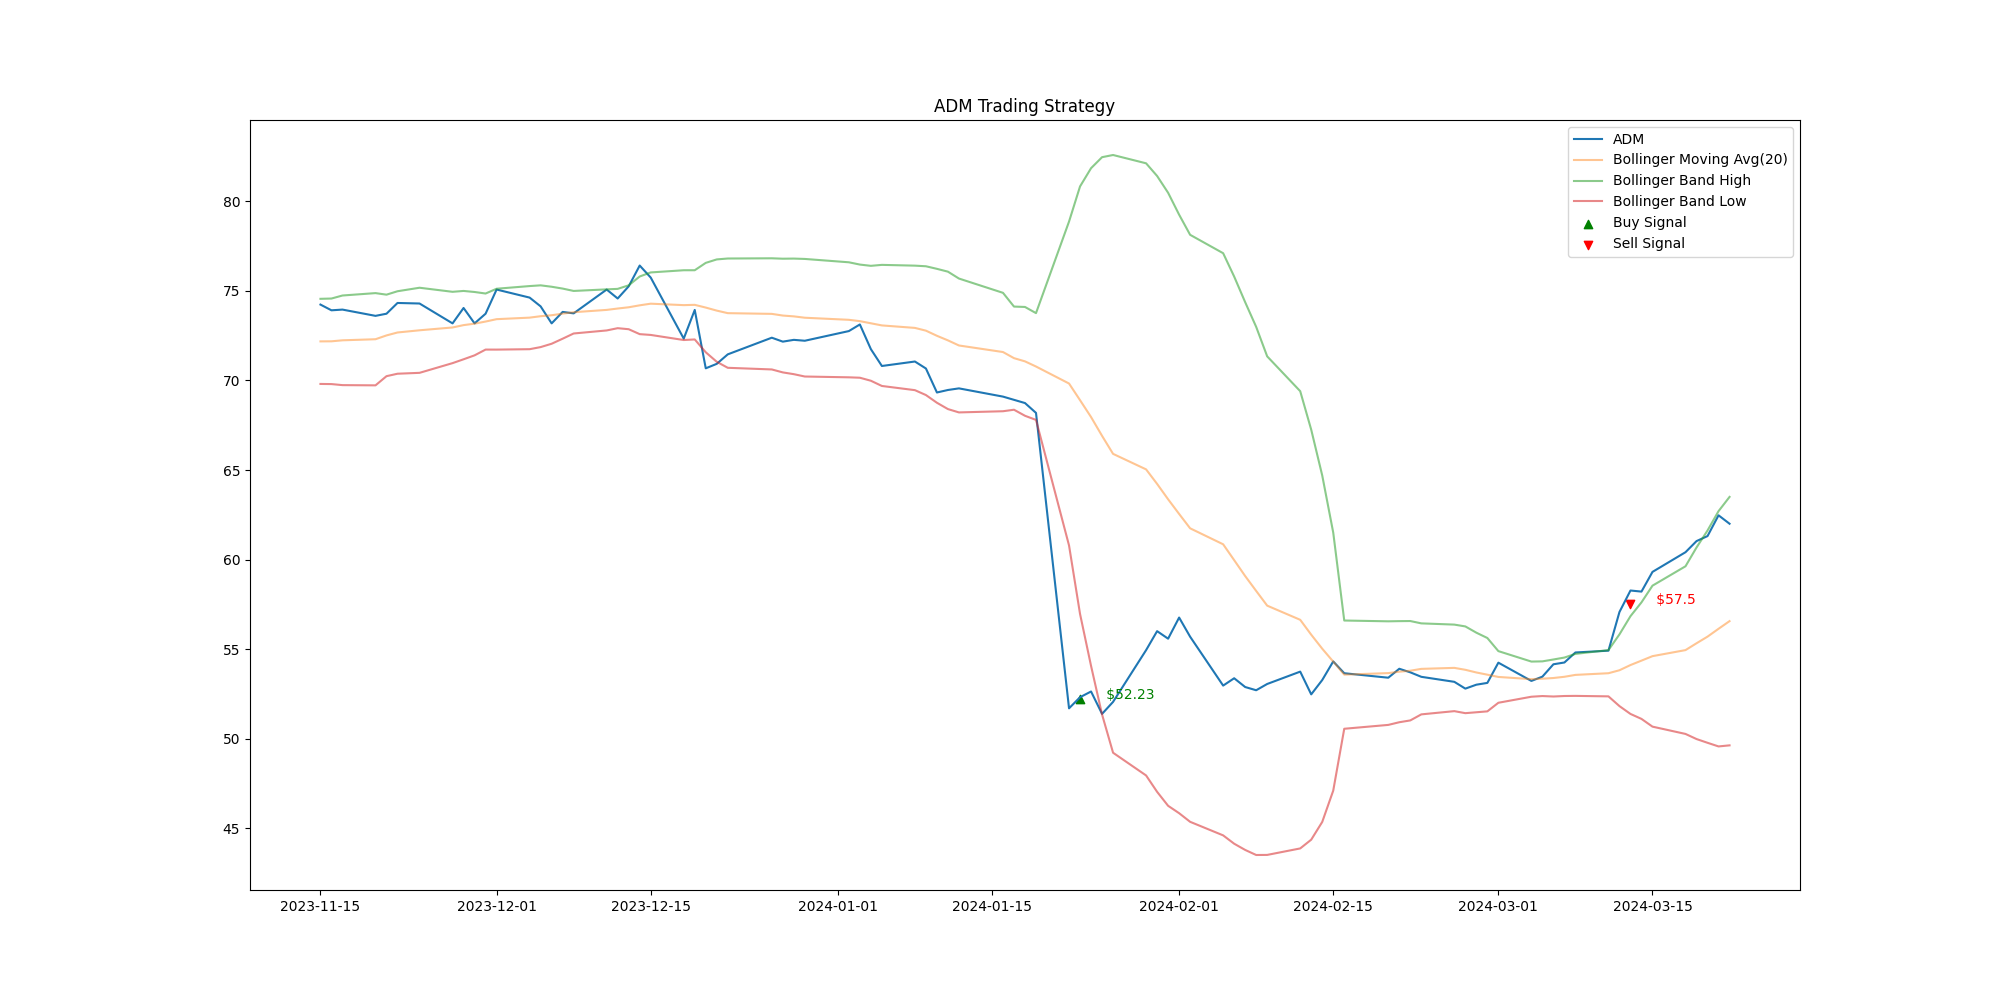 ADM Trading Strategy
ADM
Bollinger Moving Avg(20)
Bollinger Band High
Bollinger Band Low
Buy Signal
Sell Signal
80
75
70
65
60
55
50
45
$57.5
$52.23
2023-11-15
2023-12-01
2023-12-15
2024-01-01
2024-01-15
2024-02-01
2024-02-15
2024-03-01
2024-03-15